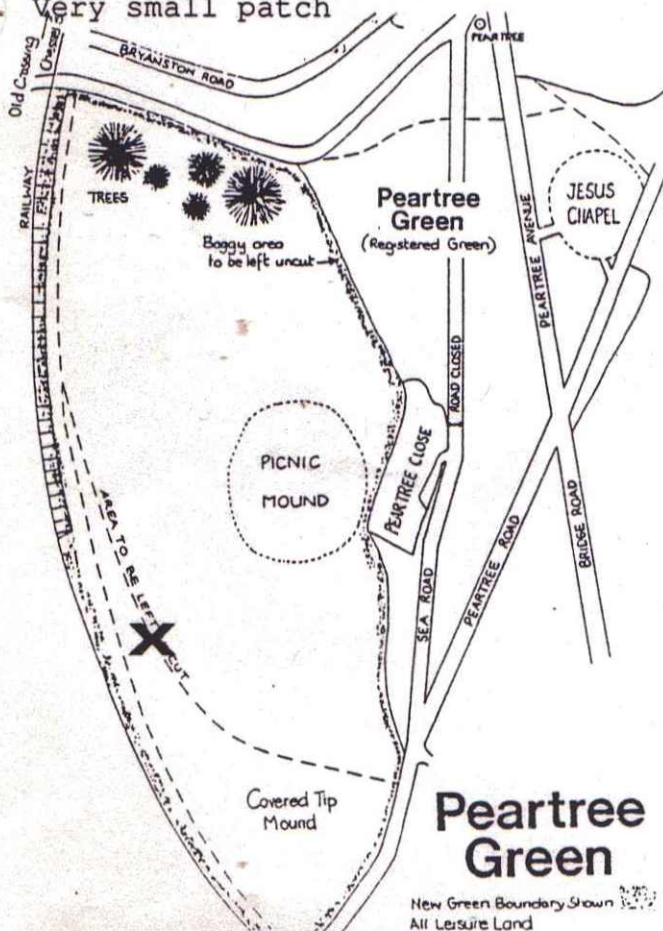 very small patch
Old Crossing
Chassers
BRYANSTON ROAD
PEARTREE
RAILWAY
TREES
Boggy area
to be left uncut
Peartree
Green
(Registered Green)
PEARTREE AVENUE
JESUS
CHAPEL
ROAD CLOSED
PICNIC
MOUND
PEARTREE CLOSE
AREA TO BE LEFT
CUT
X
SEA ROAD
PEARTREE ROAD
BRIDGE ROAD
Covered Tip
Mound
Peartree
Green
New Green Boundary Shown
All Leisure Land